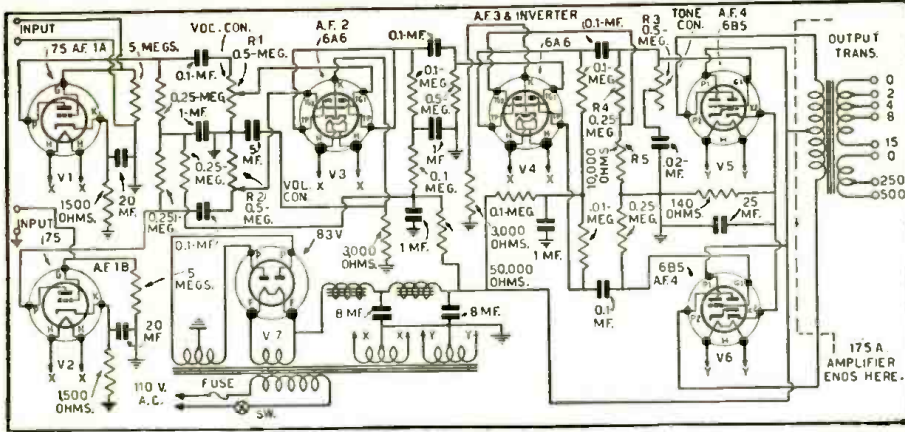 INPUT
75 A.F. 1A
5 MEGS.
VOL. CON.
R1
0.5-MEG.
A.F. 2
6A6
0.1-MF.
A.F.3 & INVERTER
0.1-MF.
6A6
R3
0.5-MEG.
TONE
CON.
A.F. 4
6B5
OUTPUT
TRANS.
0.1-MF.
0.25-MEG.
1-MF.
5
MF.
0.1-
MEG.
0.5-
MEG.
1
MF.
0.1-
MEG.
R4
0.25
MEG.
R5
.02-
MF.
0
2
4
8
15
0
250
500
V1
X X
1500
OHMS.
20
MF.
0.25-
MEG.
R2
0.5-
MEG.
V3
X X
VOL.
CON.
0.1
MEG.
V4
X X
10,000
OHMS
V5
Y Y
INPUT
75
0.1-MF.
83V
3,000
OHMS.
1 MF.
0.1-MEG.
3,000
OHMS.
1 MF.
50,000
OHMS.
.01-
MEG.
0.25
MEG.
140
OHMS
25
MF.
A.F. 1B
5
MEGS.
P P
F F
V7
8 MF.
8 MF.
X X Y Y
0.1
MF.
6B5
A.F. 4
V6
Y Y
20
MF.
V2
X X
1,500
OHMS.
110 V.
A.C.
FUSE
SW.
175 A
AMPLIFIER
ENDS HERE.